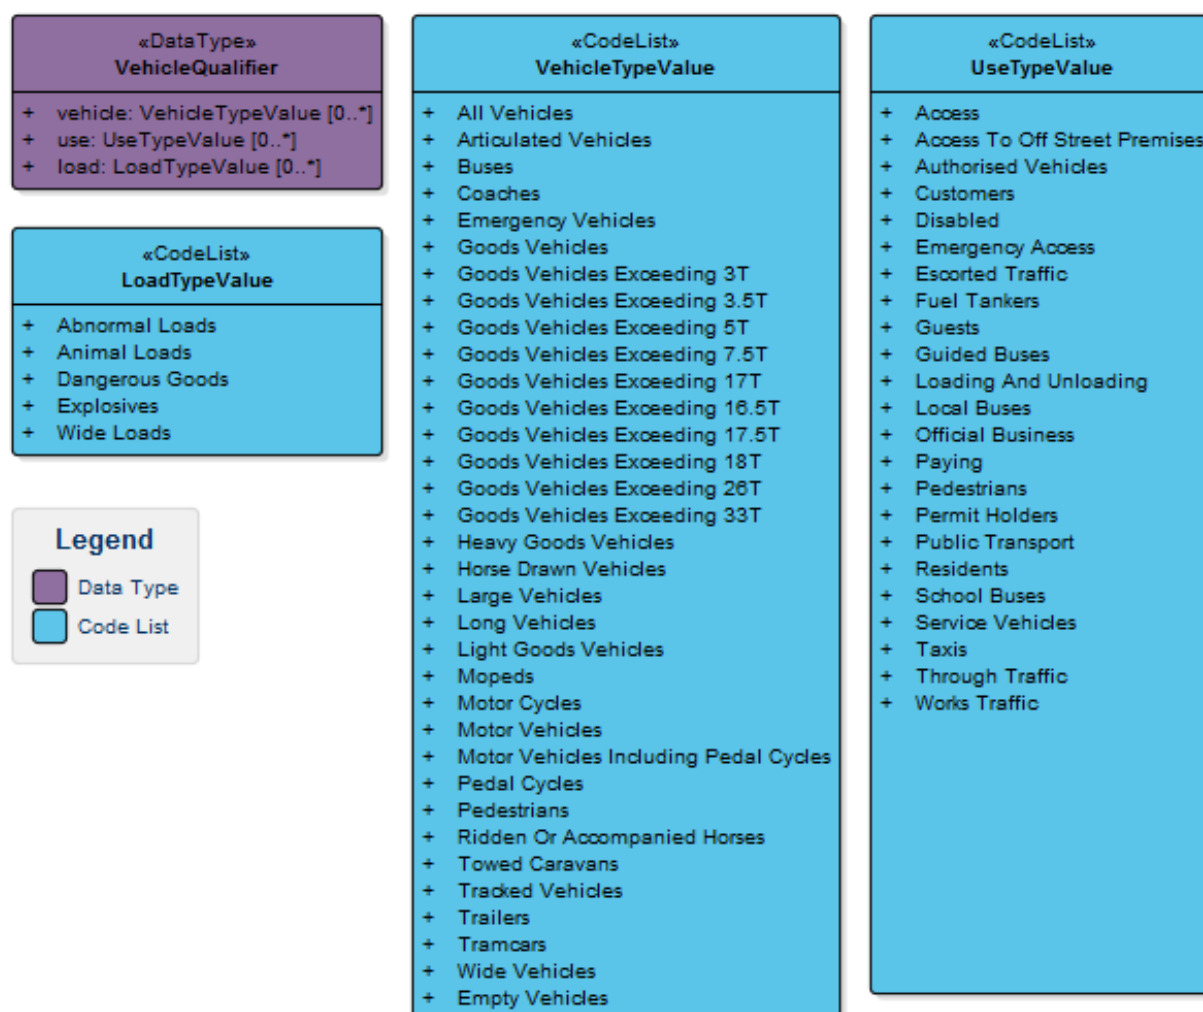 «DataType»
VehicleQualifier
+ vehicle: VehicleTypeValue [0..*]
+ use: UseTypeValue [0..*]
+ load: LoadTypeValue [0..*]
«CodeList»
LoadTypeValue
+ Abnormal Loads
+ Animal Loads
+ Dangerous Goods
+ Explosives
+ Wide Loads
Legend
Data Type
Code List
«CodeList»
VehicleTypeValue
+ All Vehicles
+ Articulated Vehicles
+ Buses
+ Coaches
+ Emergency Vehicles
+ Goods Vehicles
+ Goods Vehicles Exceeding 3T
+ Goods Vehicles Exceeding 3.5T
+ Goods Vehicles Exceeding 5T
+ Goods Vehicles Exceeding 7.5T
+ Goods Vehicles Exceeding 17T
+ Goods Vehicles Exceeding 16.5T
+ Goods Vehicles Exceeding 17.5T
+ Goods Vehicles Exceeding 18T
+ Goods Vehicles Exceeding 26T
+ Goods Vehicles Exceeding 33T
+ Heavy Goods Vehicles
+ Horse Drawn Vehicles
+ Large Vehicles
+ Long Vehicles
+ Light Goods Vehicles
+ Mopeds
+ Motor Cycles
+ Motor Vehicles
+ Motor Vehicles Including Pedal Cycles
+ Pedal Cycles
+ Pedestrians
+ Ridden Or Accompanied Horses
+ Towed Caravans
+ Tracked Vehicles
+ Trailers
+ Tramcars
+ Wide Vehicles
+ Empty Vehicles
«CodeList»
UseTypeValue
+ Access
+ Access To Off Street Premises
+ Authorised Vehicles
+ Customers
+ Disabled
+ Emergency Access
+ Escorted Traffic
+ Fuel Tankers
+ Guests
+ Guided Buses
+ Loading And Unloading
+ Local Buses
+ Official Business
+ Paying
+ Pedestrians
+ Permit Holders
+ Public Transport
+ Residents
+ School Buses
+ Service Vehicles
+ Taxis
+ Through Traffic
+ Works Traffic